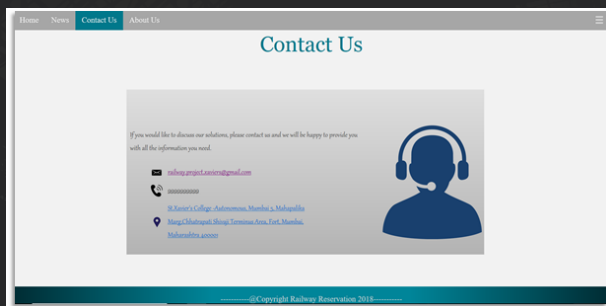 Home News Contact Us About Us
Contact Us
If you would like to discuss our solutions, please contact us and we will be happy to provide you
with all the information you need.
railway.project.xaviers@gmail.com
St.Xavier's College -Autonomous, Mumbai 5, Mahapalika
Marg,Chhatrapati Shivaji Terminus Area, Fort, Mumbai,
Maharashtra 400001
-----------@Copyright Railway Reservation 2018-----------